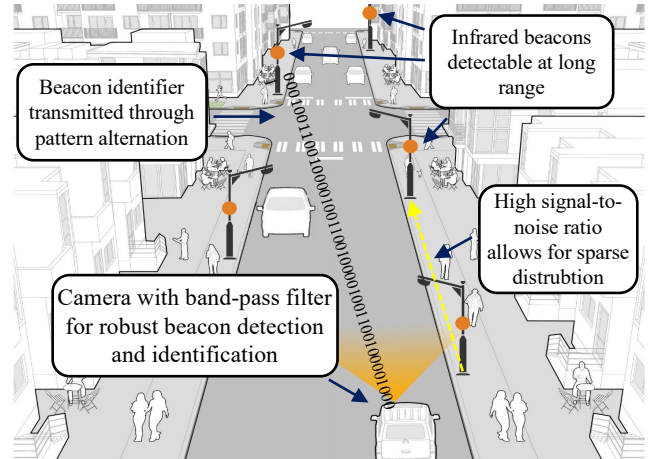 Infrared beacons
detectable at long
range
Beacon identifier
transmitted through
pattern alternation
High signal-to-
noise ratio
allows for sparse
distrubtion
Camera with band-pass filter
for robust beacon detection
and identification